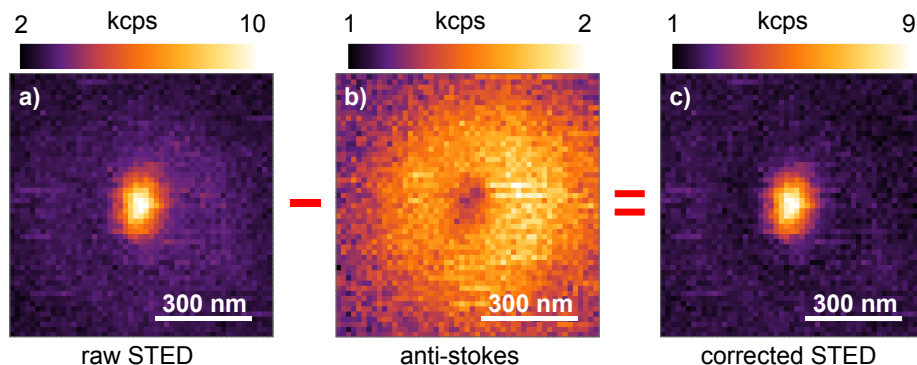 2 kcps 10
1 kcps 2
1 kcps 9
a)
b)
c)
300 nm
300 nm
300 nm
raw STED
anti-stokes
corrected STED